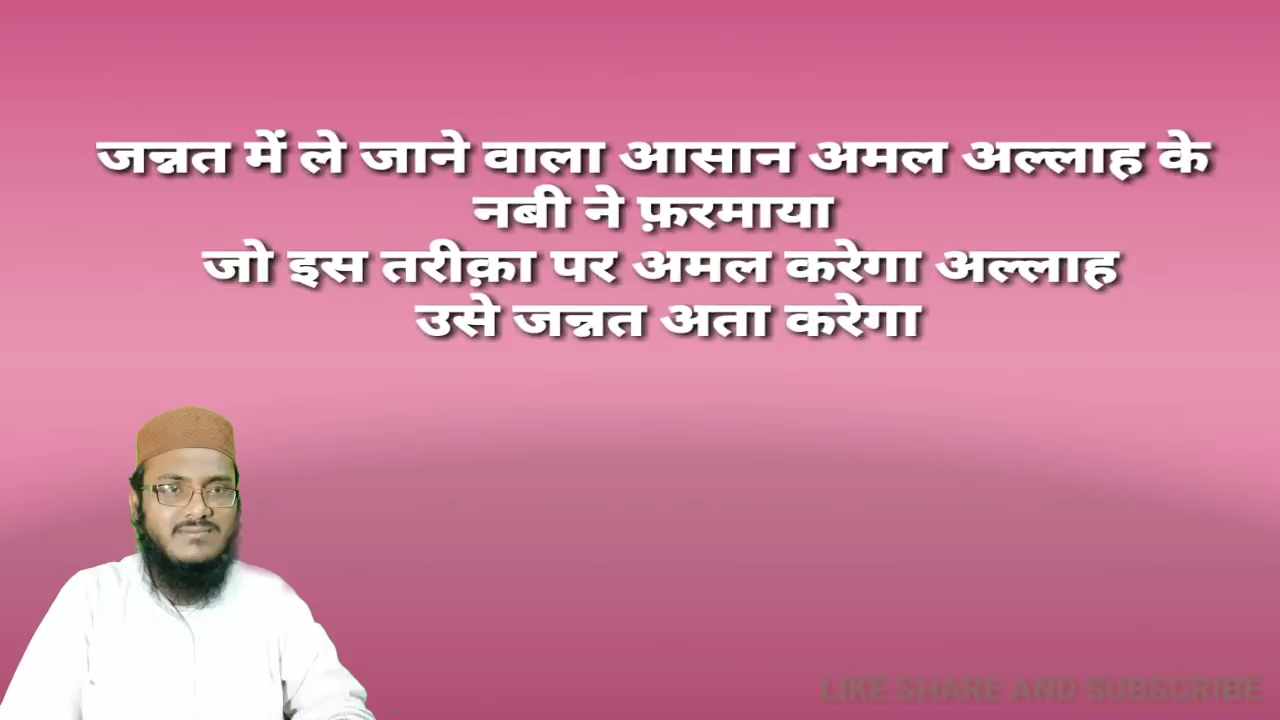 जन्नत में ले जाने वाला आसान अमल अल्लाह के
नबी ने फ़रमाया
जो इस तरीक़ा पर अमल करेगा अल्लाह
उसे जन्नत अता करेगा
LIKE SHARE AND SUBSCRIBE